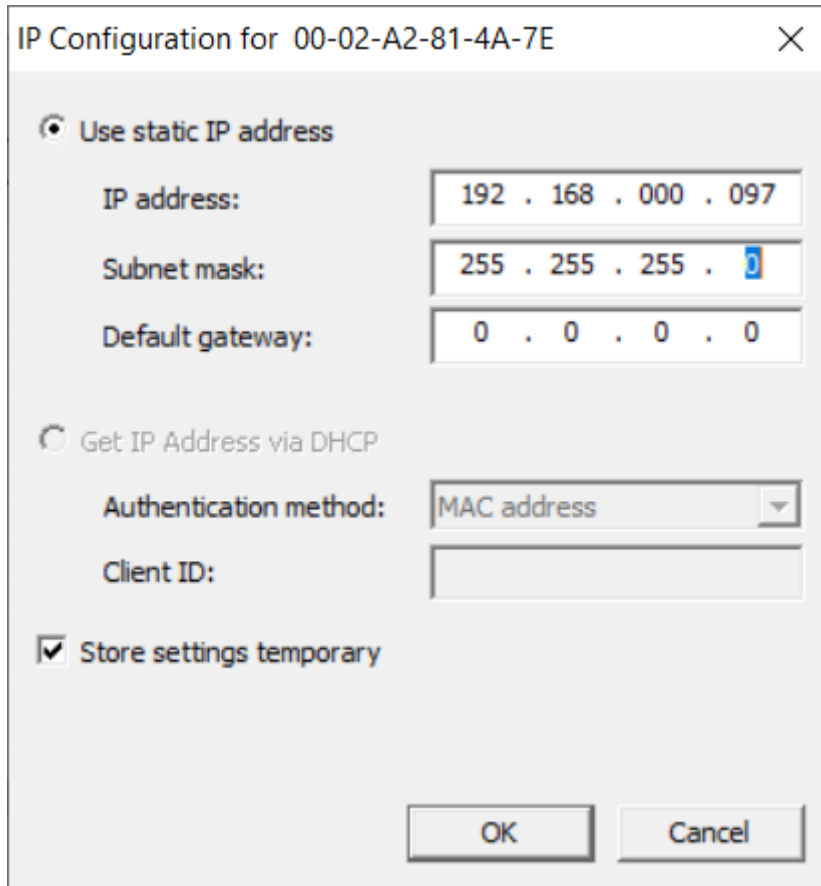 IP Configuration for 00-02-A2-81-4A-7E
Use static IP address
IP address: 192 . 168 . 000 . 097
Subnet mask: 255 . 255 . 255 . 0
Default gateway: 0 . 0 . 0 . 0
Get IP Address via DHCP
Authentication method: MAC address
Client ID:
Store settings temporary
OK Cancel